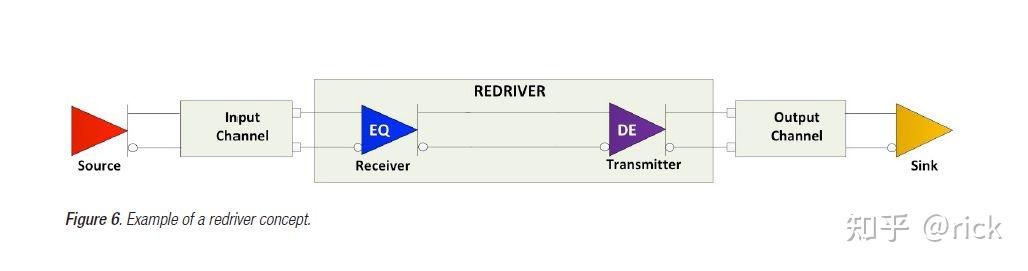 REDRIVER
Input
Channel
EQ
DE
Output
Channel
Source
Receiver
Transmitter
Sink
Figure 6. Example of a redriver concept.
知乎 @rick